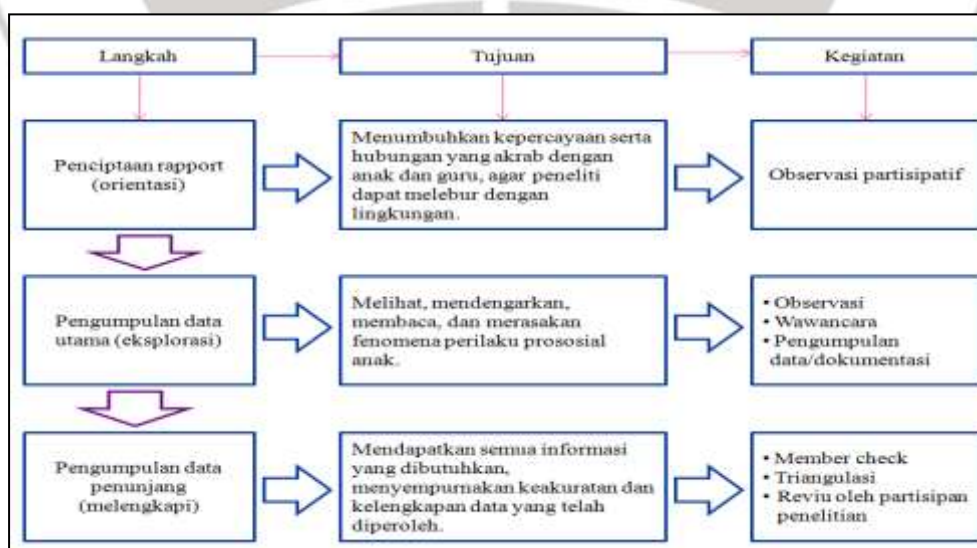 Langkah
Tujuan
Kegiatan
Penciptaan rapport
(orientasi)
Menumbuhkan kepercayaan serta
hubungan yang akrab dengan
anak dan guru, agar peneliti
dapat melebur dengan
lingkungan.
Observasi partisipatif
Pengumpulan data
utama (eksplorasi)
Melihat, mendengarkan,
membaca, dan merasakan
fenomena perilaku prososial
anak.
• Observasi
• Wawancara
• Pengumpulan
data/dokumentasi
Pengumpulan data
penunjang
(melengkapi)
Mendapatkan semua informasi
yang dibutuhkan,
menyempurnakan keakuratan dan
kelengkapan data yang telah
diperoleh.
• Member check
• Triangulasi
• Reviu oleh partisipan
penelitian